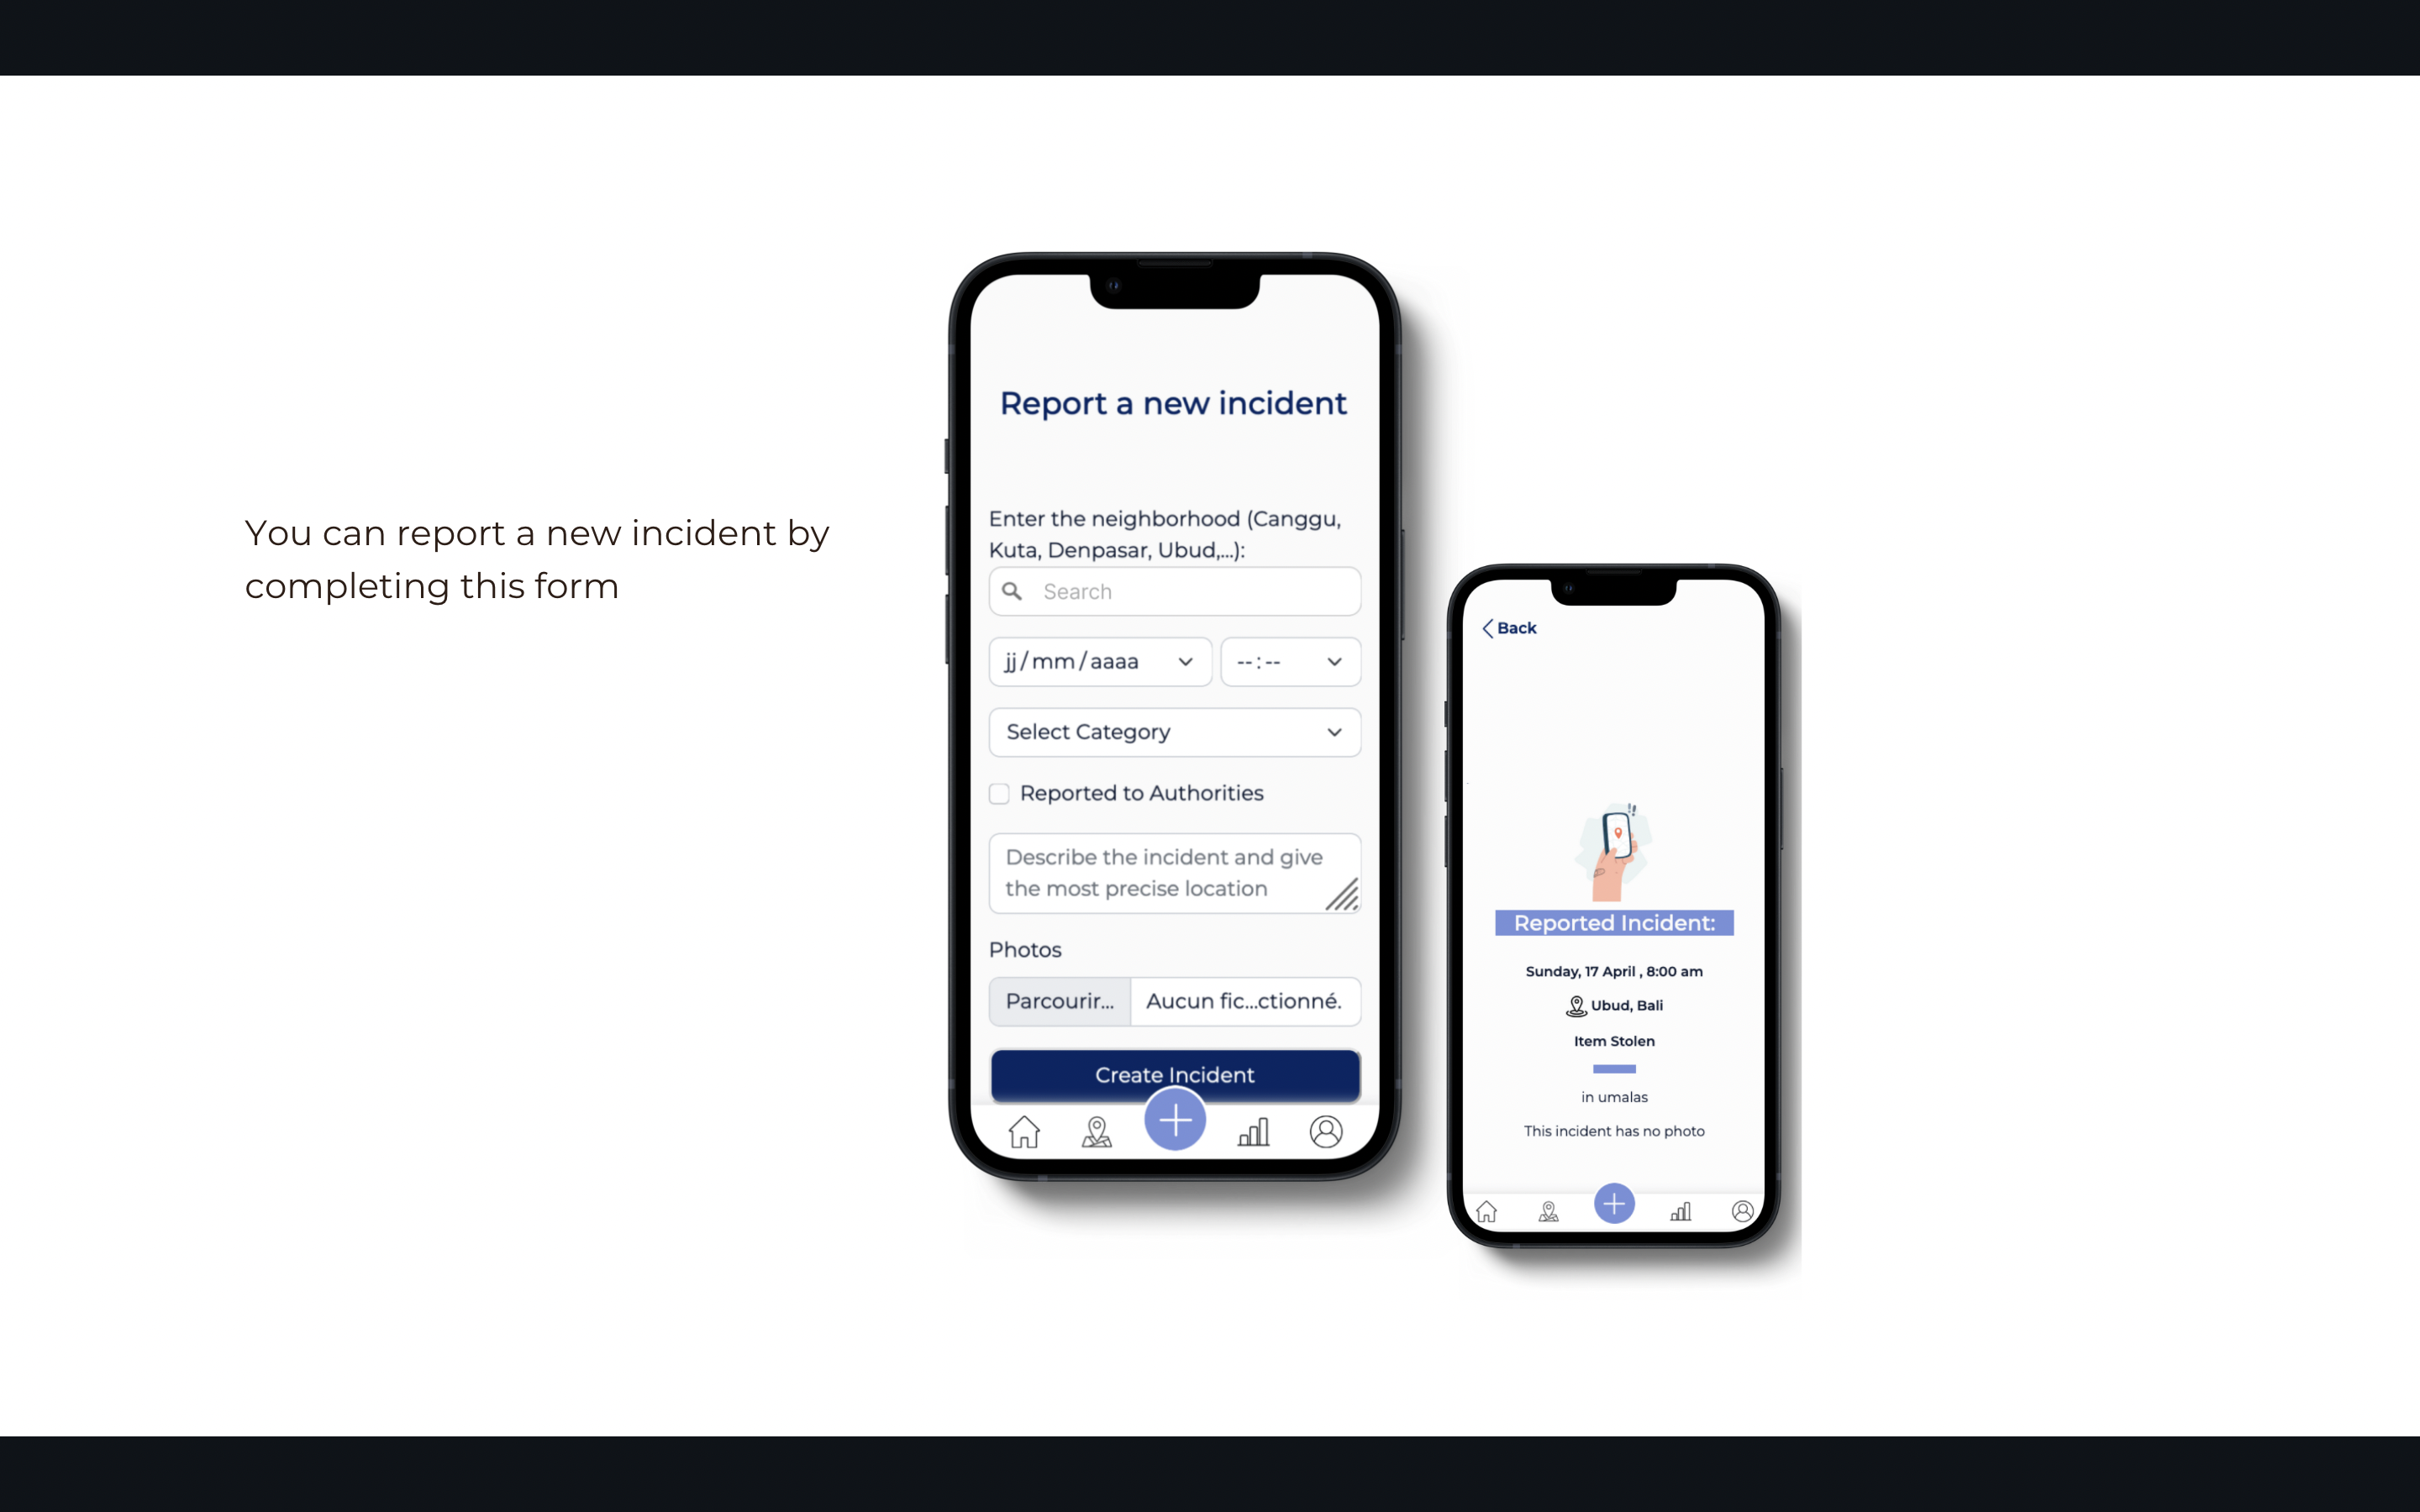 You can report a new incident by
completing this form
Report a new incident
Enter the neighborhood (Canggu,
Kuta, Denpasar, Ubud,...):
Search
jj/mm/aaaa
--:--
Select Category
Reported to Authorities
Describe the incident and give
the most precise location
Photos
Parcourir... Aucun fic...ctionné.
Create Incident
Back
Reported Incident:
Sunday, 17 April , 8:00 am
Ubud, Bali
Item Stolen
in umalas
This incident has no photo